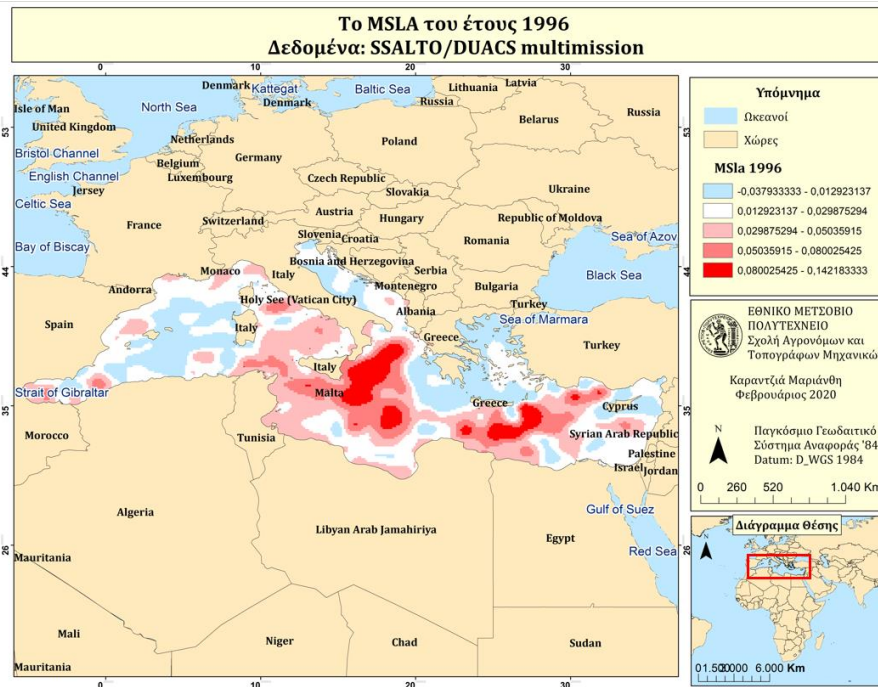 Το MSLA του έτους 1996
Δεδομένα: SSALTO/DUACS multimission
0
10
20
30
Denmark
Kattegat
Baltic Sea
Lithuania
Latvia
Isle of Man
North Sea
Denmark
Russia
Russia
53
United Kingdom
Belarus
53
Netherlands
Poland
Bristol Channel
Germany
Belgium
English Channel
Luxembourg
Czech Republic
Jersey
Slovakia
Ukraine
Celtic Sea
Austria
France
Switzerland
Hungary
Republic of Moldova
Slovenia
Croatia
Romania
Sea of Azov
Bay of Biscay
Bosnia and Herzegovina
44
Monaco
Italy
Serbia
Black Sea
44
Andorra
Montenegro
Bulgaria
Holy See (Vatican City)
Turkey
Albania
Spain
Italy
Sea of Marmara
Greece
Turkey
Italy
Strait of Gibraltar
Malta
Greece
Cyprus
35
35
Morocco
Tunisia
Syrian Arab Republic
Palestine
Israel
Jordan
Algeria
Gulf of Suez
Libyan Arab Jamahiriya
Egypt
26
Mauritania
Red Sea
26
Mali
Niger
Chad
Sudan
Mauritania
0
10
20
30
Υπόμνημα
Ωκεανοί
Χώρες
MSla 1996
-0,037933333 - 0,012923137
0,012923137 - 0,029875294
0,029875294 - 0,05035915
0,05035915 - 0,080025425
0,080025425 - 0,142183333
ΕΘΝΙΚΟ ΜΕΤΣΟΒΙΟ
ΠΟΛΥΤΕΧΝΕΙΟ
Σχολή Αγρονόμων και
Τοπογράφων Μηχανικώ
Καραντζιά Μαριάνθη
Φεβρουάριος 2020
N
Παγκόσμιο Γεωδαιτικό
Σύστημα Αναφοράς '84
Datum: D_WGS 1984
0 260 520 1.040 Km
Διάγραμμα Θέσης
N
01.5003.000 6.000 Km